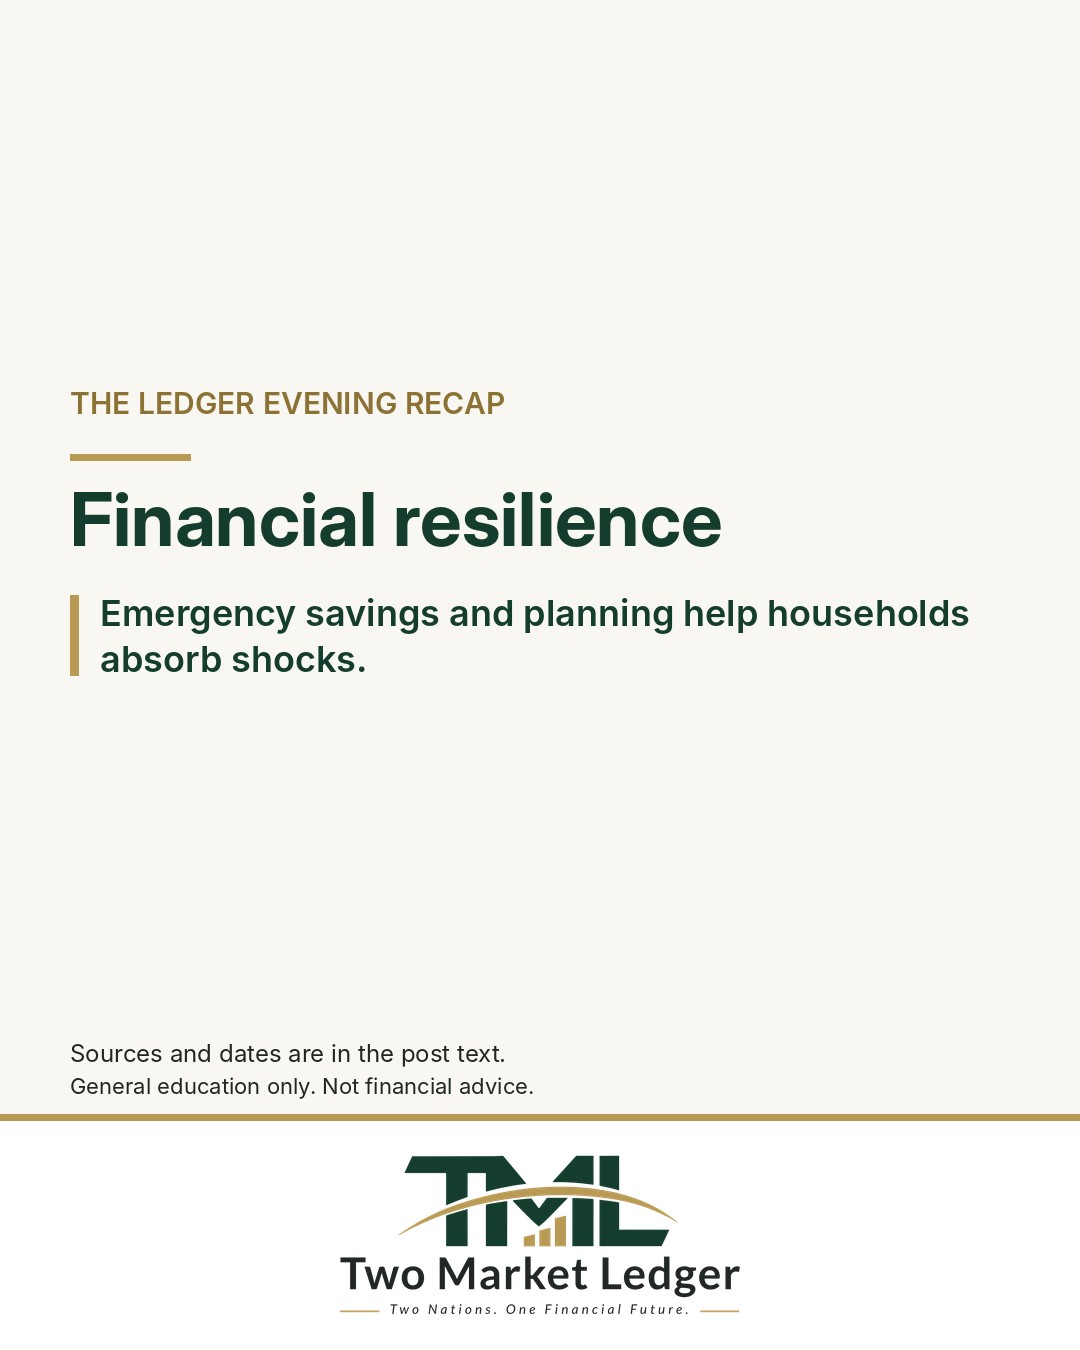 THE LEDGER EVENING RECAP
Financial resilience
Emergency savings and planning help households
absorb shocks.
Sources and dates are in the post text.
General education only. Not financial advice.
TML
Two Market Ledger
Two Nations. One Financial Future.